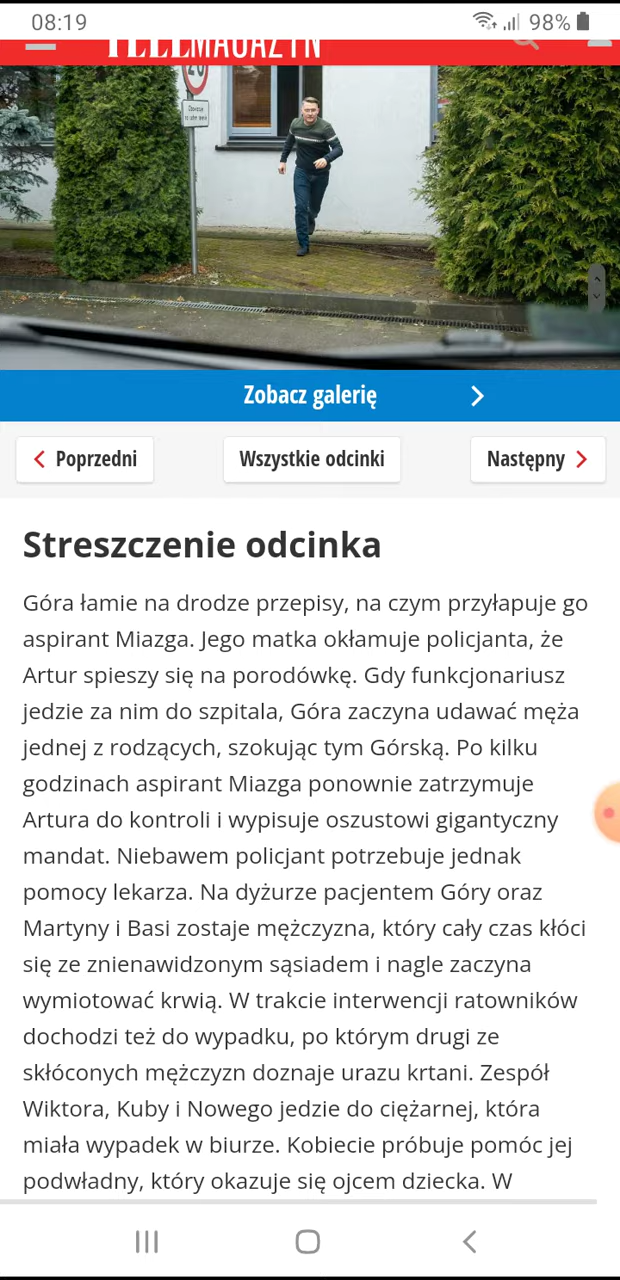 08:19
98%
TELEMAGAZYN
20
Zobacz galerię
Poprzedni
Wszystkie odcinki
Następny
Streszczenie odcinka
Góra łamie na drodze przepisy, na czym przyłapuje go
aspirant Miazga. Jego matka okłamuje policjanta, że
Artur spieszy się na porodówkę. Gdy funkcjonariusz
jedzie za nim do szpitala, Góra zaczyna udawać męża
jednej z rodzących, szokując tym Górską. Po kilku
godzinach aspirant Miazga ponownie zatrzymuje
Artura do kontroli i wypisuje oszustowi gigantyczny
mandat. Niebawem policjant potrzebuje jednak
pomocy lekarza. Na dyżurze pacjentem Góry oraz
Martyny i Basi zostaje mężczyzna, który cały czas kłóci
się ze znienawidzonym sąsiadem i nagle zaczyna
wymiotować krwią. W trakcie interwencji ratowników
dochodzi też do wypadku, po którym drugi ze
skłóconych mężczyzn doznaje urazu krtani. Zespół
Wiktora, Kuby i Nowego jedzie do ciężarnej, która
miała wypadek w biurze. Kobiecie próbuje pomóc jej
podwładny, który okazuje się ojcem dziecka. W